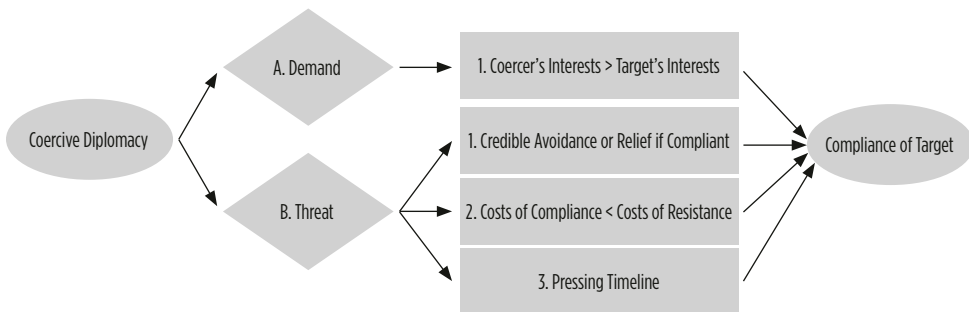 Coercive Diplomacy
A. Demand
B. Threat
1. Coercer's Interests > Target's Interests
1. Credible Avoidance or Relief if Compliant
2. Costs of Compliance < Costs of Resistance
3. Pressing Timeline
Compliance of Target